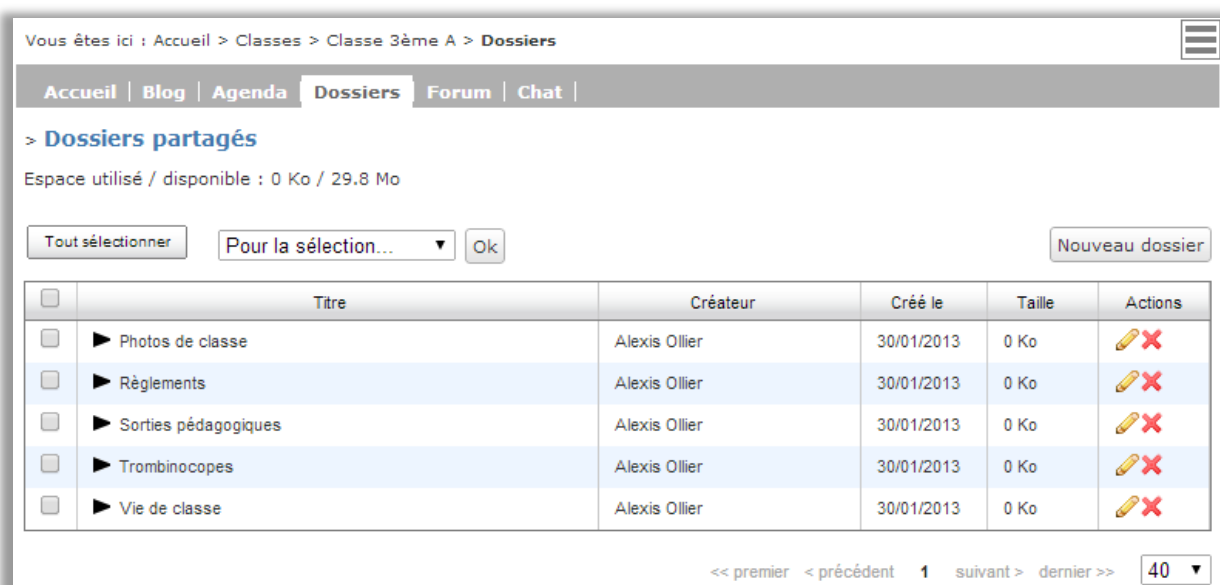 Vous êtes ici : Accueil > Classes > Classe 3ème A > Dossiers
Accueil | Blog | Agenda Dossiers Forum | Chat |
> Dossiers partagés
Espace utilisé / disponible : 0 Ko / 29.8 Mo
Tout sélectionner Pour la sélection... Ok Nouveau dossier
Titre Créateur Créé le Taille Actions
Photos de classe Alexis Ollier 30/01/2013 0 Ko
Règlements Alexis Ollier 30/01/2013 0 Ko
Sorties pédagogiques Alexis Ollier 30/01/2013 0 Ko
Trombinocopes Alexis Ollier 30/01/2013 0 Ko
Vie de classe Alexis Ollier 30/01/2013 0 Ko
<< premier < précédent 1 suivant > dernier >> 40